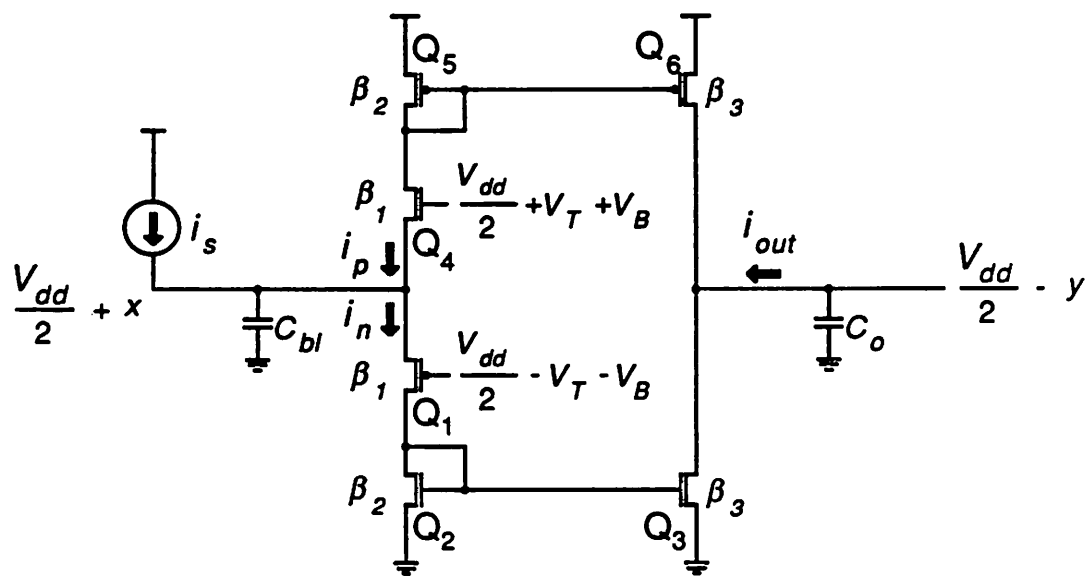 Q5 Q6
β2 β3
β1 Vdd/2 +VT +VB
is Q4 iout
ip
Vdd/2 + x Vdd/2 - y
in Cbl Co
β1 Vdd/2 - VT - VB
Q1
β2 β3
Q2 Q3